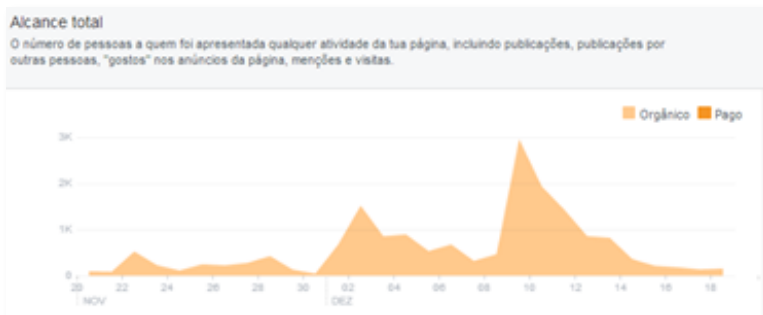 Alcance total
O número de pessoas a quem foi apresentada qualquer atividade da tua página, incluindo publicações, publicações por
outras pessoas, "gostos" nos anúncios da página, menções e visitas.
Orgânico Pago
3K
2K
1K
0
20 22 24 26 28 30 02 04 06 08 10 12 14 16 18
NOV DEZ